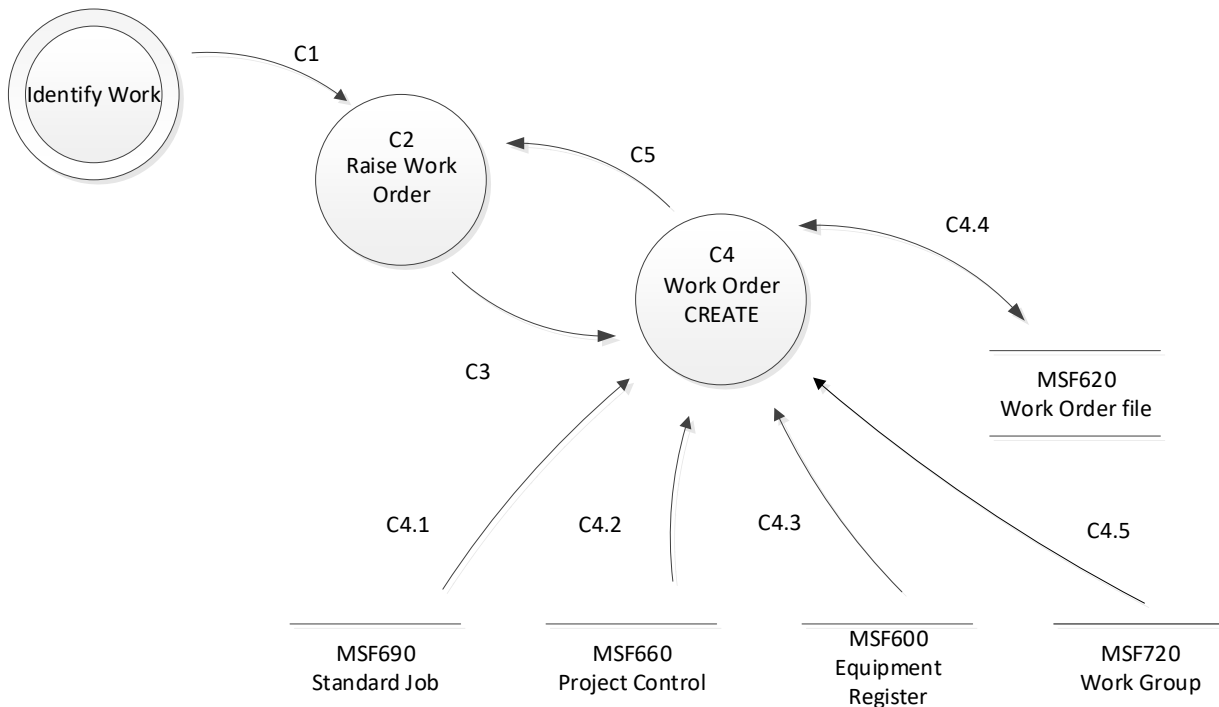 Identify Work
C1
C2
Raise Work
Order
C5
C4
Work Order
CREATE
C4.4
C3
MSF620
Work Order file
C4.1
C4.2
C4.3
C4.5
MSF690
Standard Job
MSF660
Project Control
MSF600
Equipment
Register
MSF720
Work Group